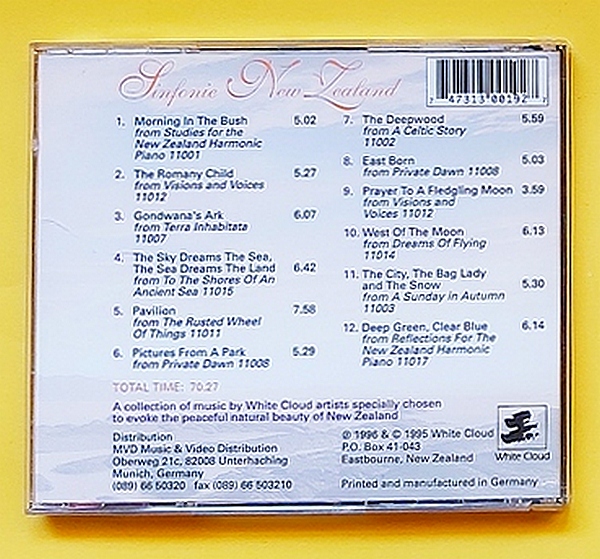 Sinfonie New Zealand
7 47313 00192 7
1. Morning In The Bush 5.02
from Studies for the
New Zealand Harmonic
Piano 11001
2. The Romany Child 5.27
from Visions and Voices
11012
3. Gondwana's Ark 6.07
from Terra Inhabitata
11007
4. The Sky Dreams The Sea,
The Sea Dreams The Land 6.42
from To The Shores Of An
Ancient Sea 11015
5. Pavilion 7.58
from The Rusted Wheel
Of Things 11011
6. Pictures From A Park 5.29
from Private Dawn 11008
7. The Deepwood 5.59
from A Celtic Story
11002
8. East Born 5.03
from Private Dawn 11008
9. Prayer To A Fledgling Moon 3.59
from Visions and
Voices 11012
10. West Of The Moon 6.13
from Dreams Of Flying
11014
11. The City, The Bag Lady
and The Snow 5.30
from A Sunday in Autumn
11003
12. Deep Green, Clear Blue 6.14
from Reflections For The
New Zealand Harmonic
Piano 11017
TOTAL TIME: 70.27
A collection of music by White Cloud artists specially chosen
to evoke the peaceful natural beauty of New Zealand
Distribution
MVD Music & Video Distribution
Oberweg 21c, 82008 Unterhaching
Munich, Germany
(089) 66 50320 fax (089) 66 503210
℗ 1996 & © 1995 White Cloud
P.O. Box 41-043
Eastbourne, New Zealand
Printed and manufactured in Germany
White Cloud